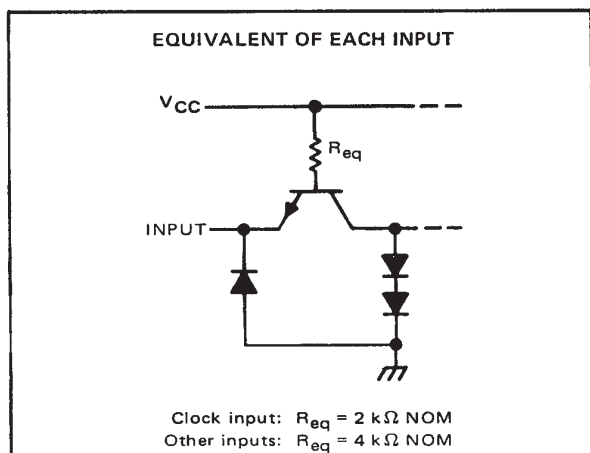 EQUIVALENT OF EACH INPUT
VCC
Req
INPUT
Clock input: Req = 2 kΩ NOM
Other inputs: Req = 4 kΩ NOM